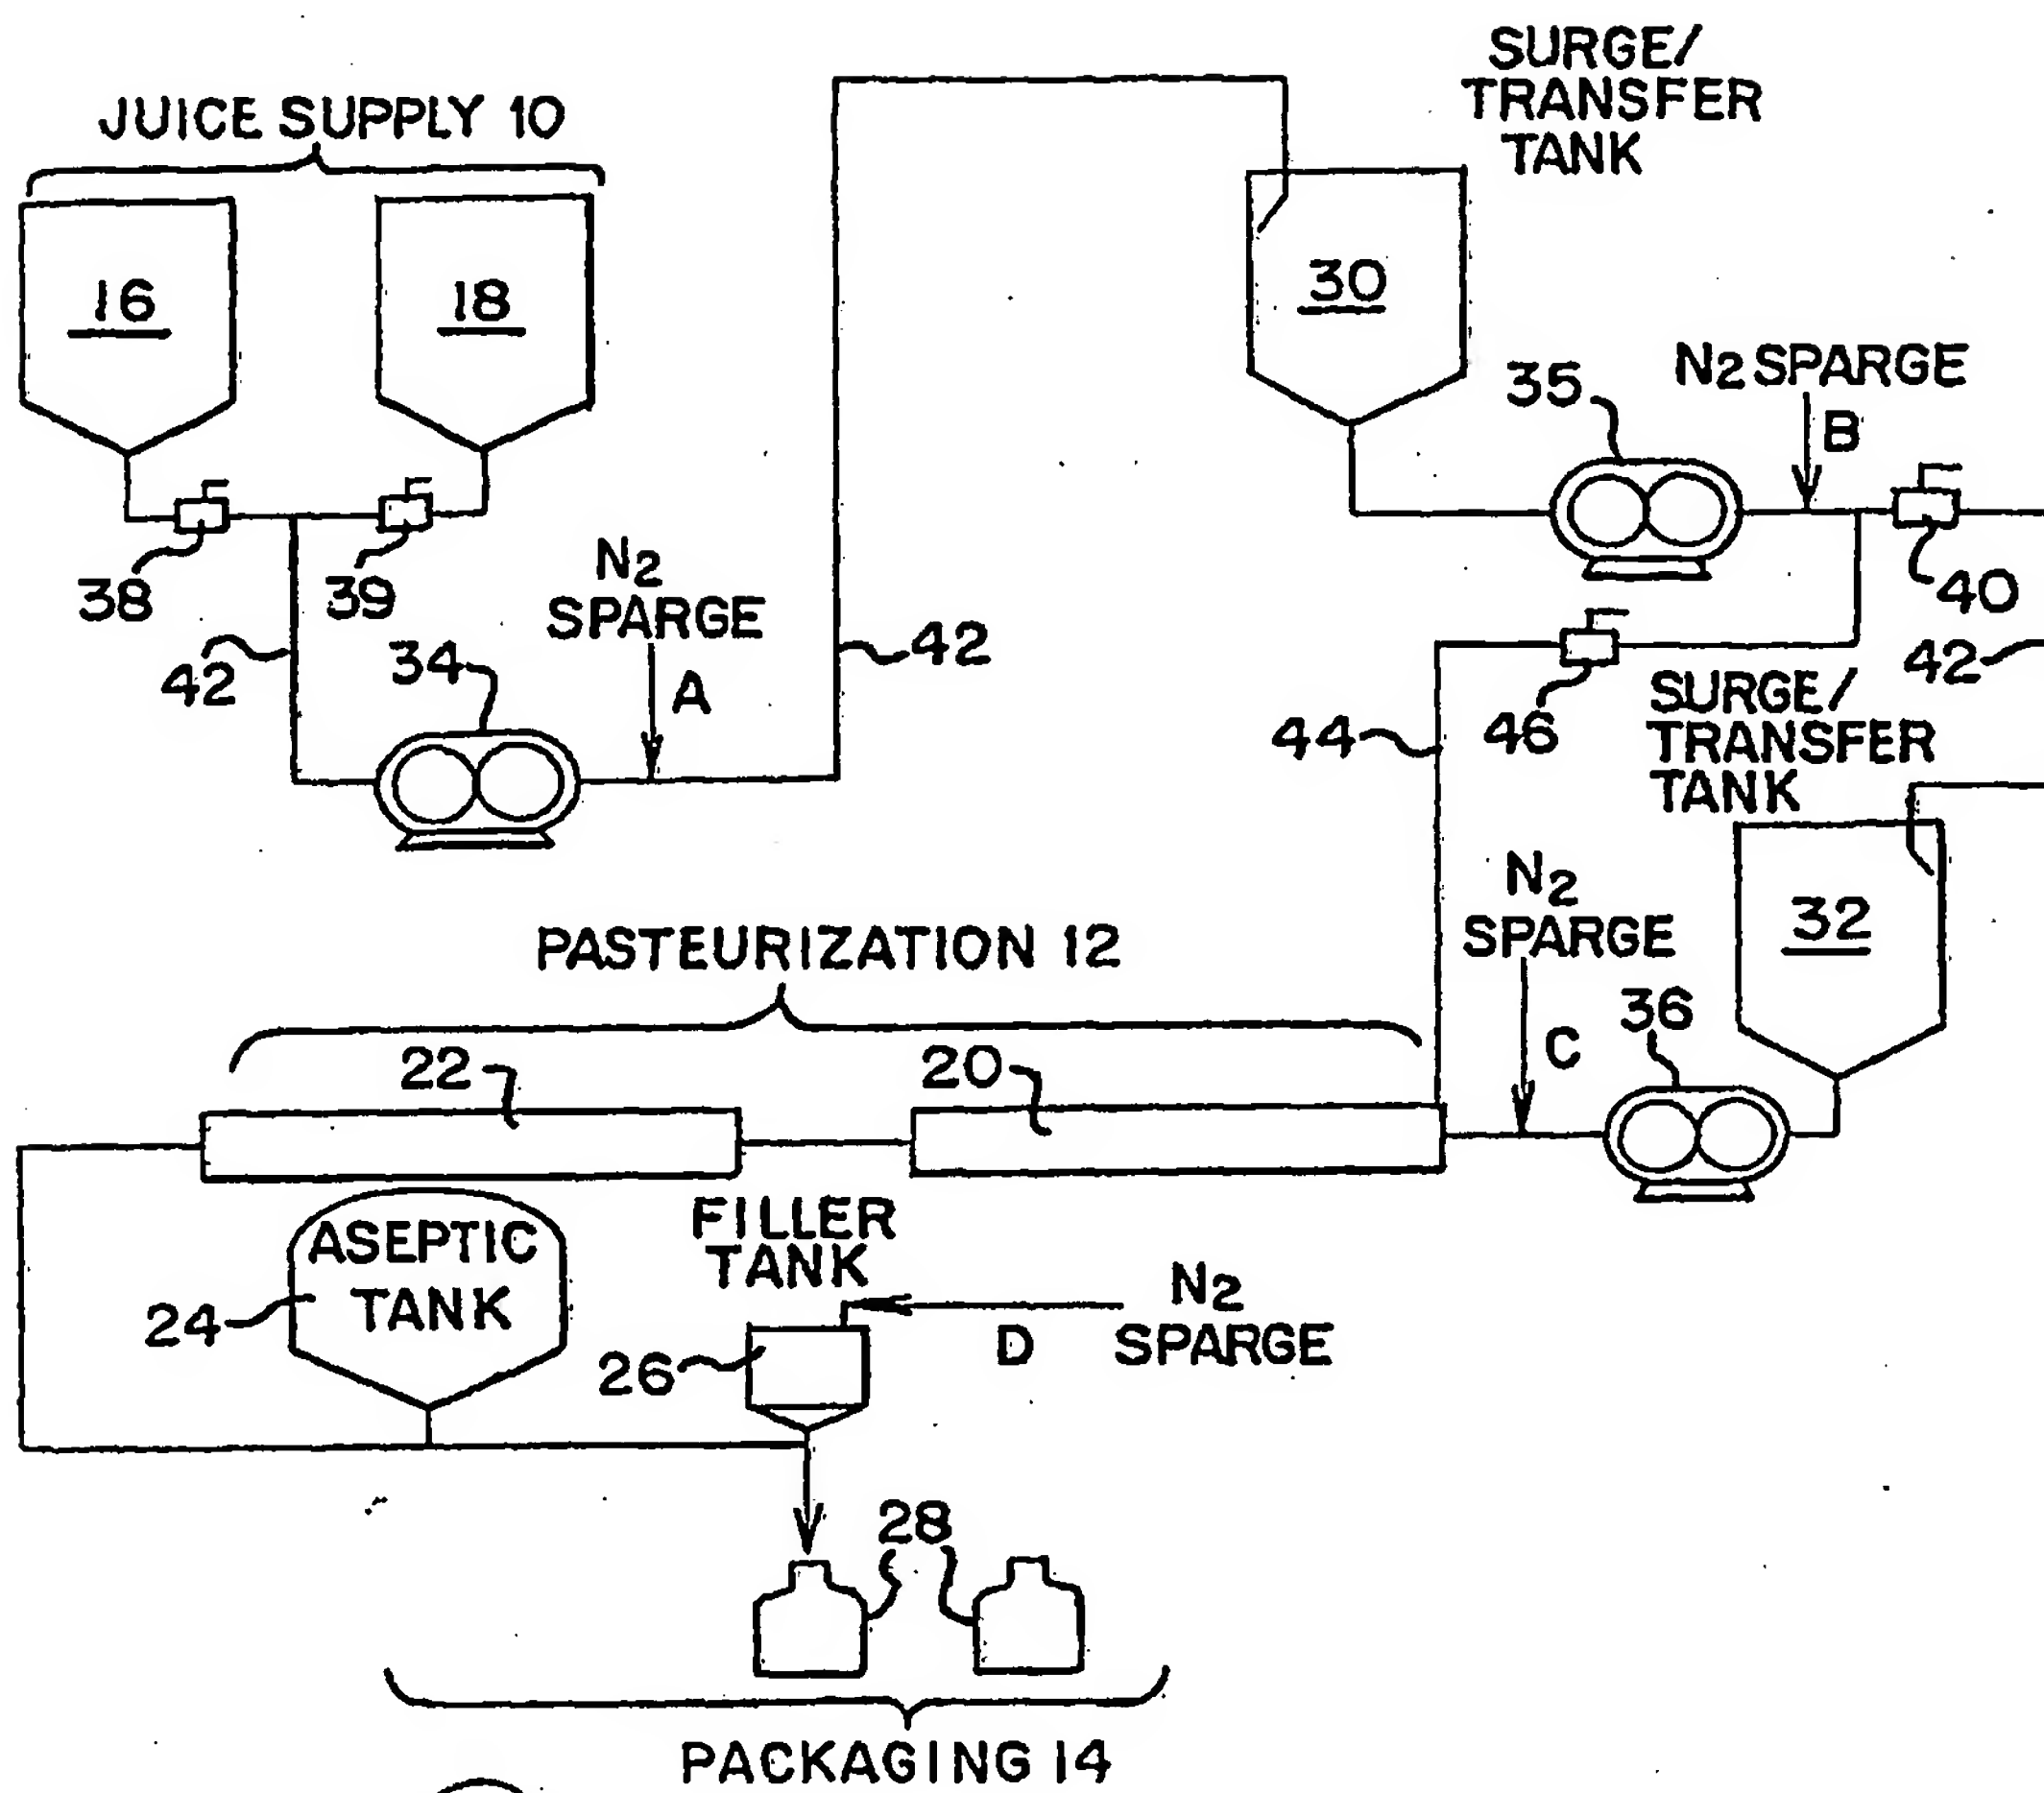 JUICE SUPPLY 10
16
18
38
39
42
34
N2
SPARGE
A
42
SURGE/
TRANSFER
TANK
30
35
N2 SPARGE
B
40
42
46
44
SURGE/
TRANSFER
TANK
32
N2
SPARGE
C
36
PASTEURIZATION 12
22
20
ASEPTIC
TANK
24
FILLER
TANK
26
N2
SPARGE
D
28
PACKAGING 14